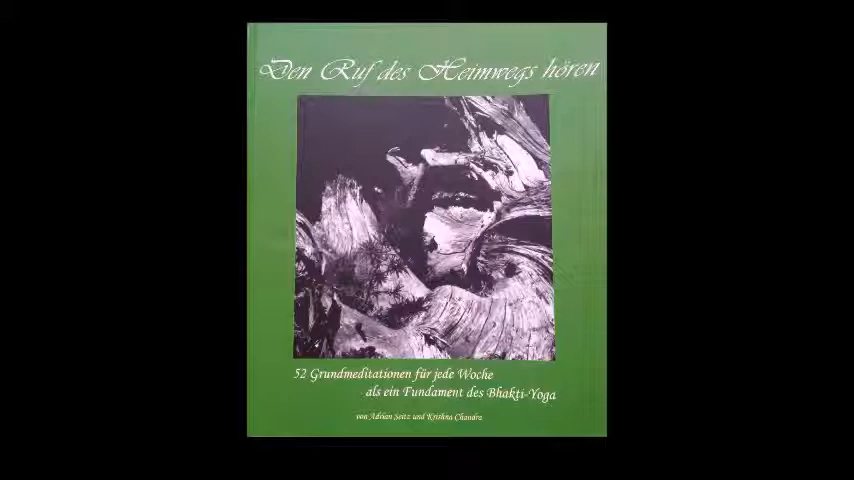 Den Ruf des Heimwegs hören
52 Grundmeditationen für jede Woche
als ein Fundament des Bhakti-Yoga
von Adrian Seitz und Krishna Chandra